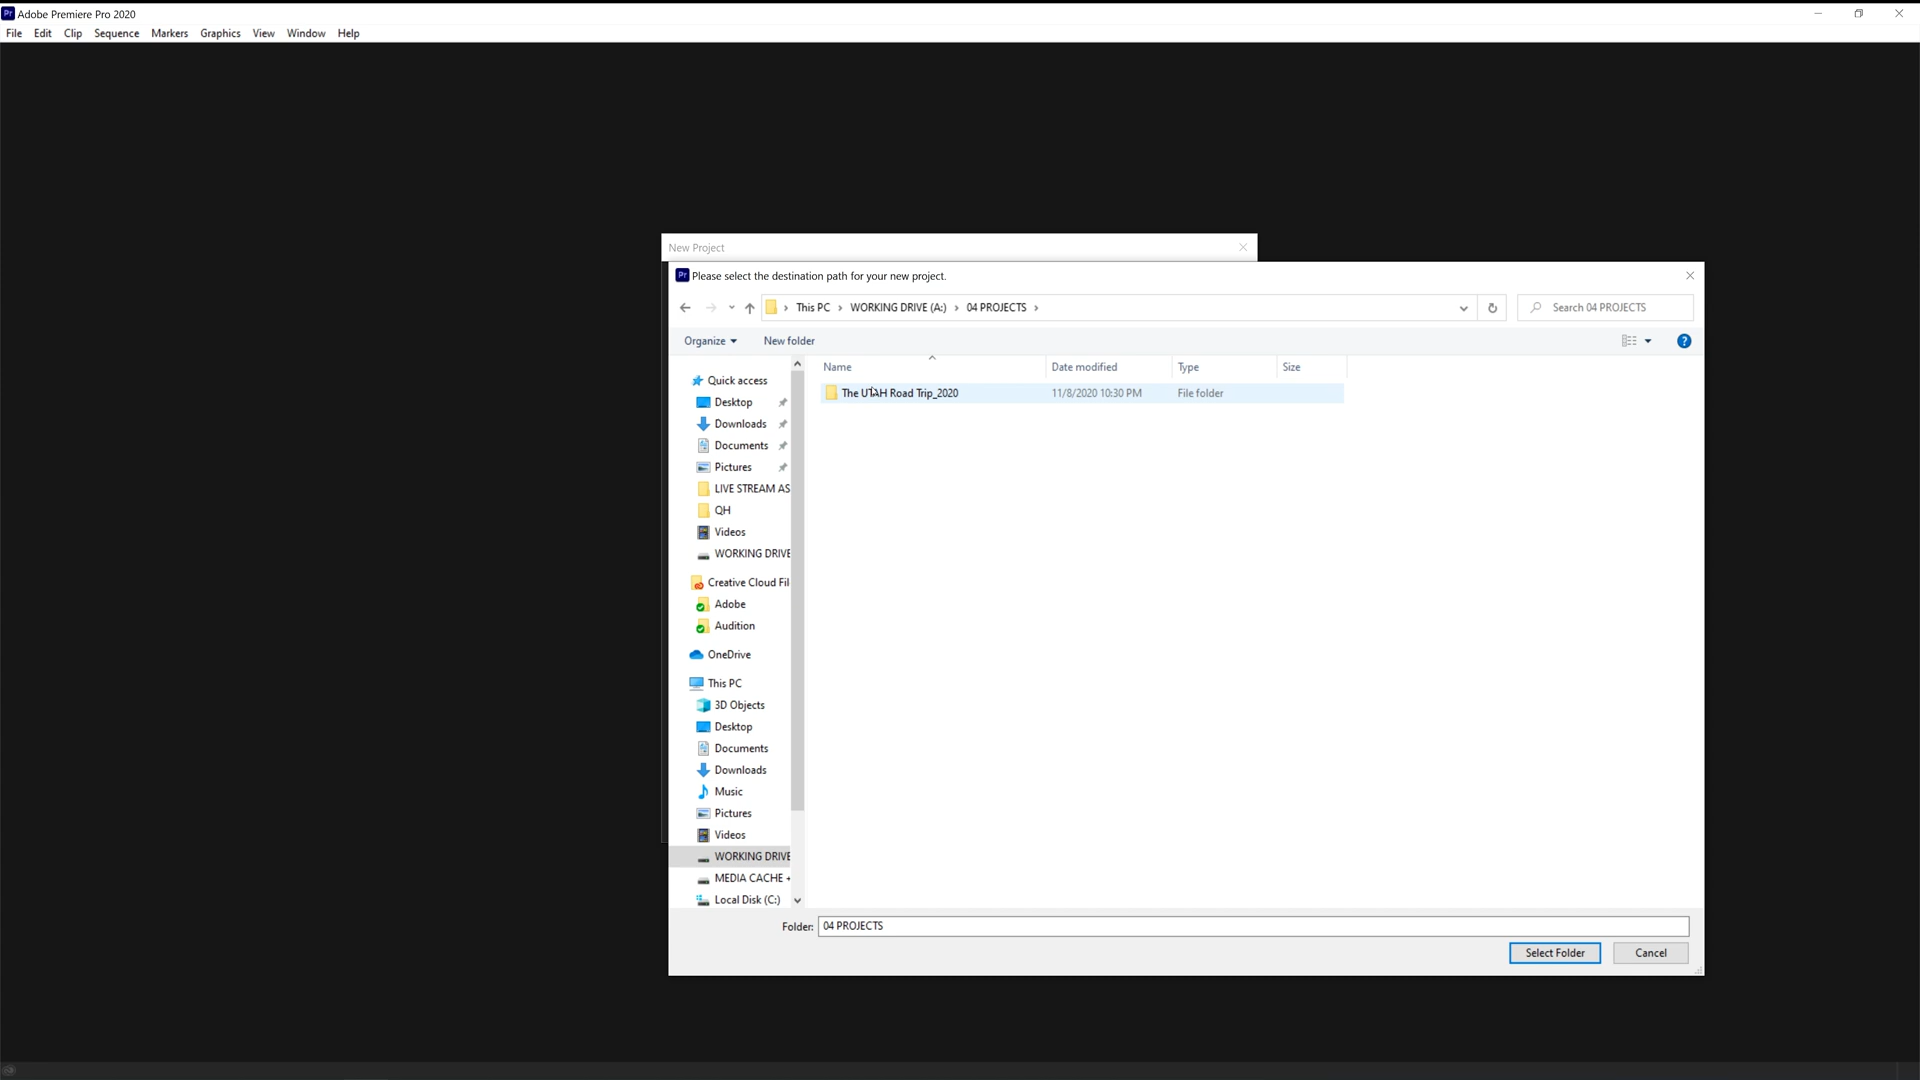 Pr Adobe Premiere Pro 2020
File Edit Clip Sequence Markers Graphics View Window Help
New Project
Pr Please select the destination path for your new project.
This PC WORKING DRIVE (A:) 04 PROJECTS
Search 04 PROJECTS
Organize New folder
?
Name Date modified Type Size
The UTAH Road Trip_2020 11/8/2020 10:30 PM File folder
Quick access
Desktop
Downloads
Documents
Pictures
LIVE STREAM AS
QH
Videos
WORKING DRIVE
Creative Cloud Fil
Adobe
Audition
OneDrive
This PC
3D Objects
Desktop
Documents
Downloads
Music
Pictures
Videos
WORKING DRIVE
MEDIA CACHE +
Local Disk (C:)
Folder: 04 PROJECTS
Select Folder Cancel